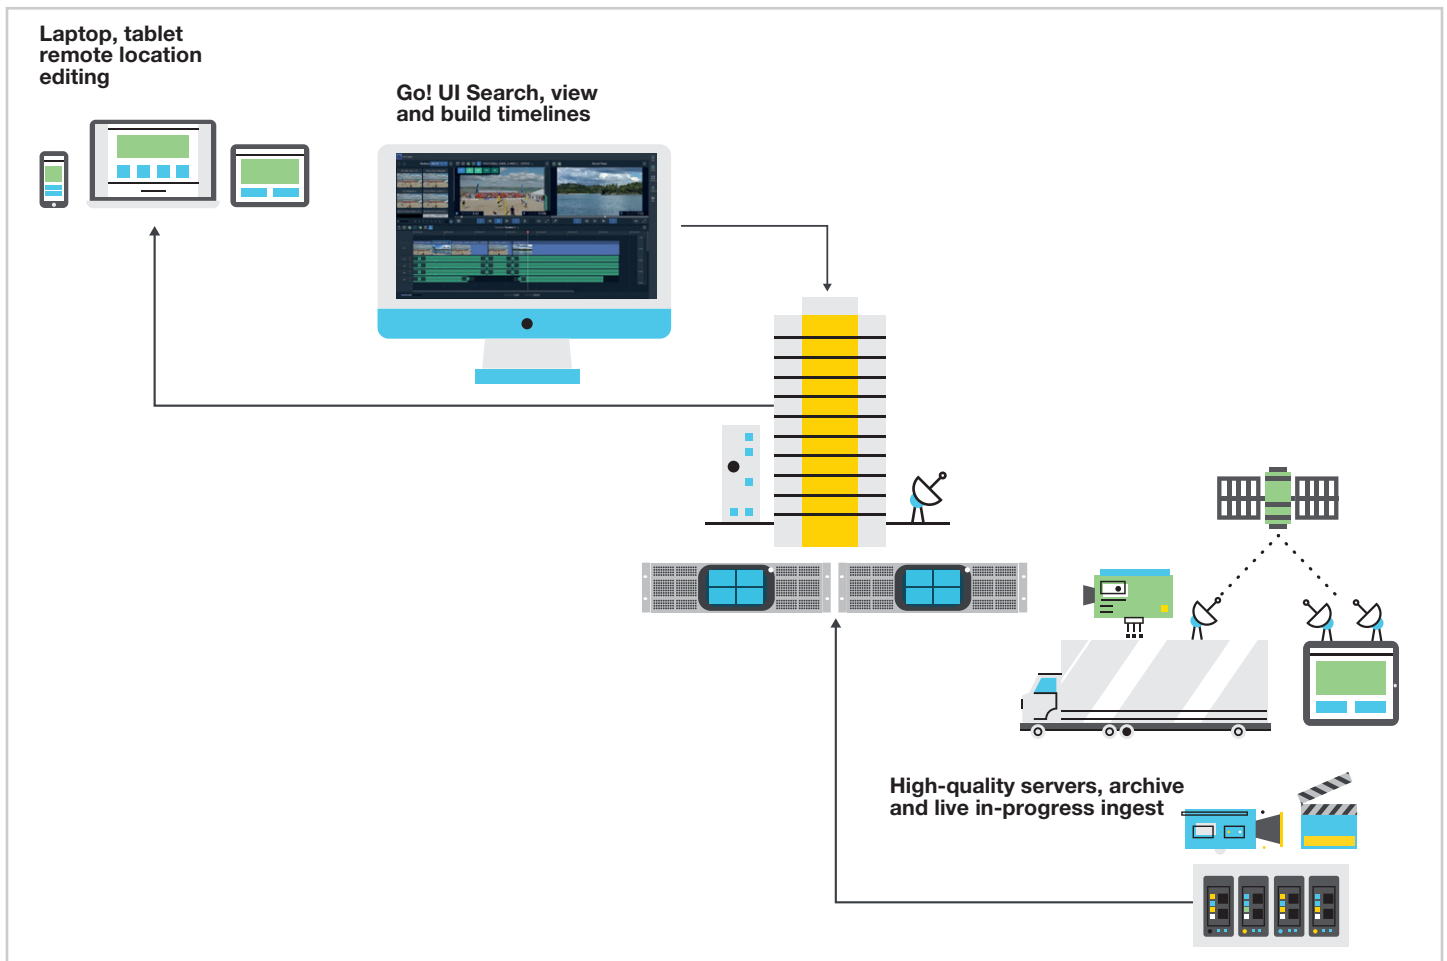 Laptop, tablet
remote location
editing
Go! UI Search, view
and build timelines
High-quality servers, archive
and live in-progress ingest